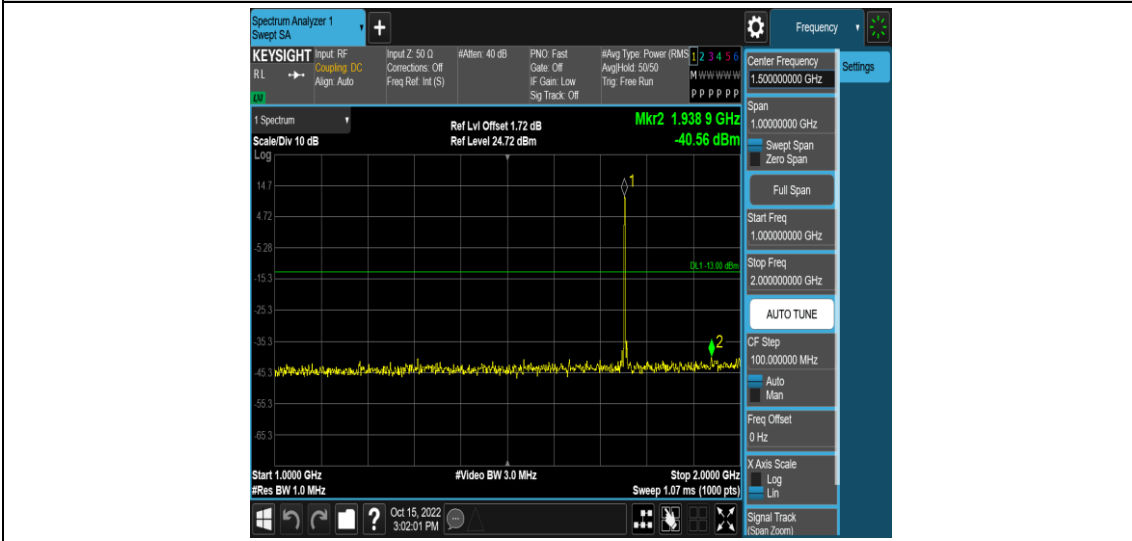 Spectrum Analyzer 1
Swept SA
+
Frequency
KEYSIGHT
RL
LNI
Input: RF
Coupling: DC
Align: Auto
Input Z: 50 Ω
Corrections: Off
Freq Ref: Int (S)
#Atten: 40 dB
PNO: Fast
Gate: Off
IF Gain: Low
Sig Track: Off
#Avg Type: Power (RMS
Avg|Hold: 50/50
Trig: Free Run
1 2 3 4 5 6
M W W W W W
P P P P P P
1 Spectrum
Scale/Div 10 dB
Log
Ref Lvl Offset 1.72 dB
Ref Level 24.72 dBm
Mkr2 1.938 9 GHz
-40.56 dBm
14.7
4.72
-5.28
-15.3
-25.3
-35.3
-45.3
-55.3
-65.3
1
DL1 -13.00 dBm
2
Start 1.0000 GHz
#Res BW 1.0 MHz
#Video BW 3.0 MHz
Stop 2.0000 GHz
Sweep 1.07 ms (1000 pts)
?
Oct 15, 2022
3:02:01 PM
Center Frequency
1.500000000 GHz
Settings
Span
1.00000000 GHz
Swept Span
Zero Span
Full Span
Start Freq
1.000000000 GHz
Stop Freq
2.000000000 GHz
AUTO TUNE
CF Step
100.000000 MHz
Auto
Man
Freq Offset
0 Hz
X Axis Scale
Log
Lin
Signal Track
(Span Zoom)